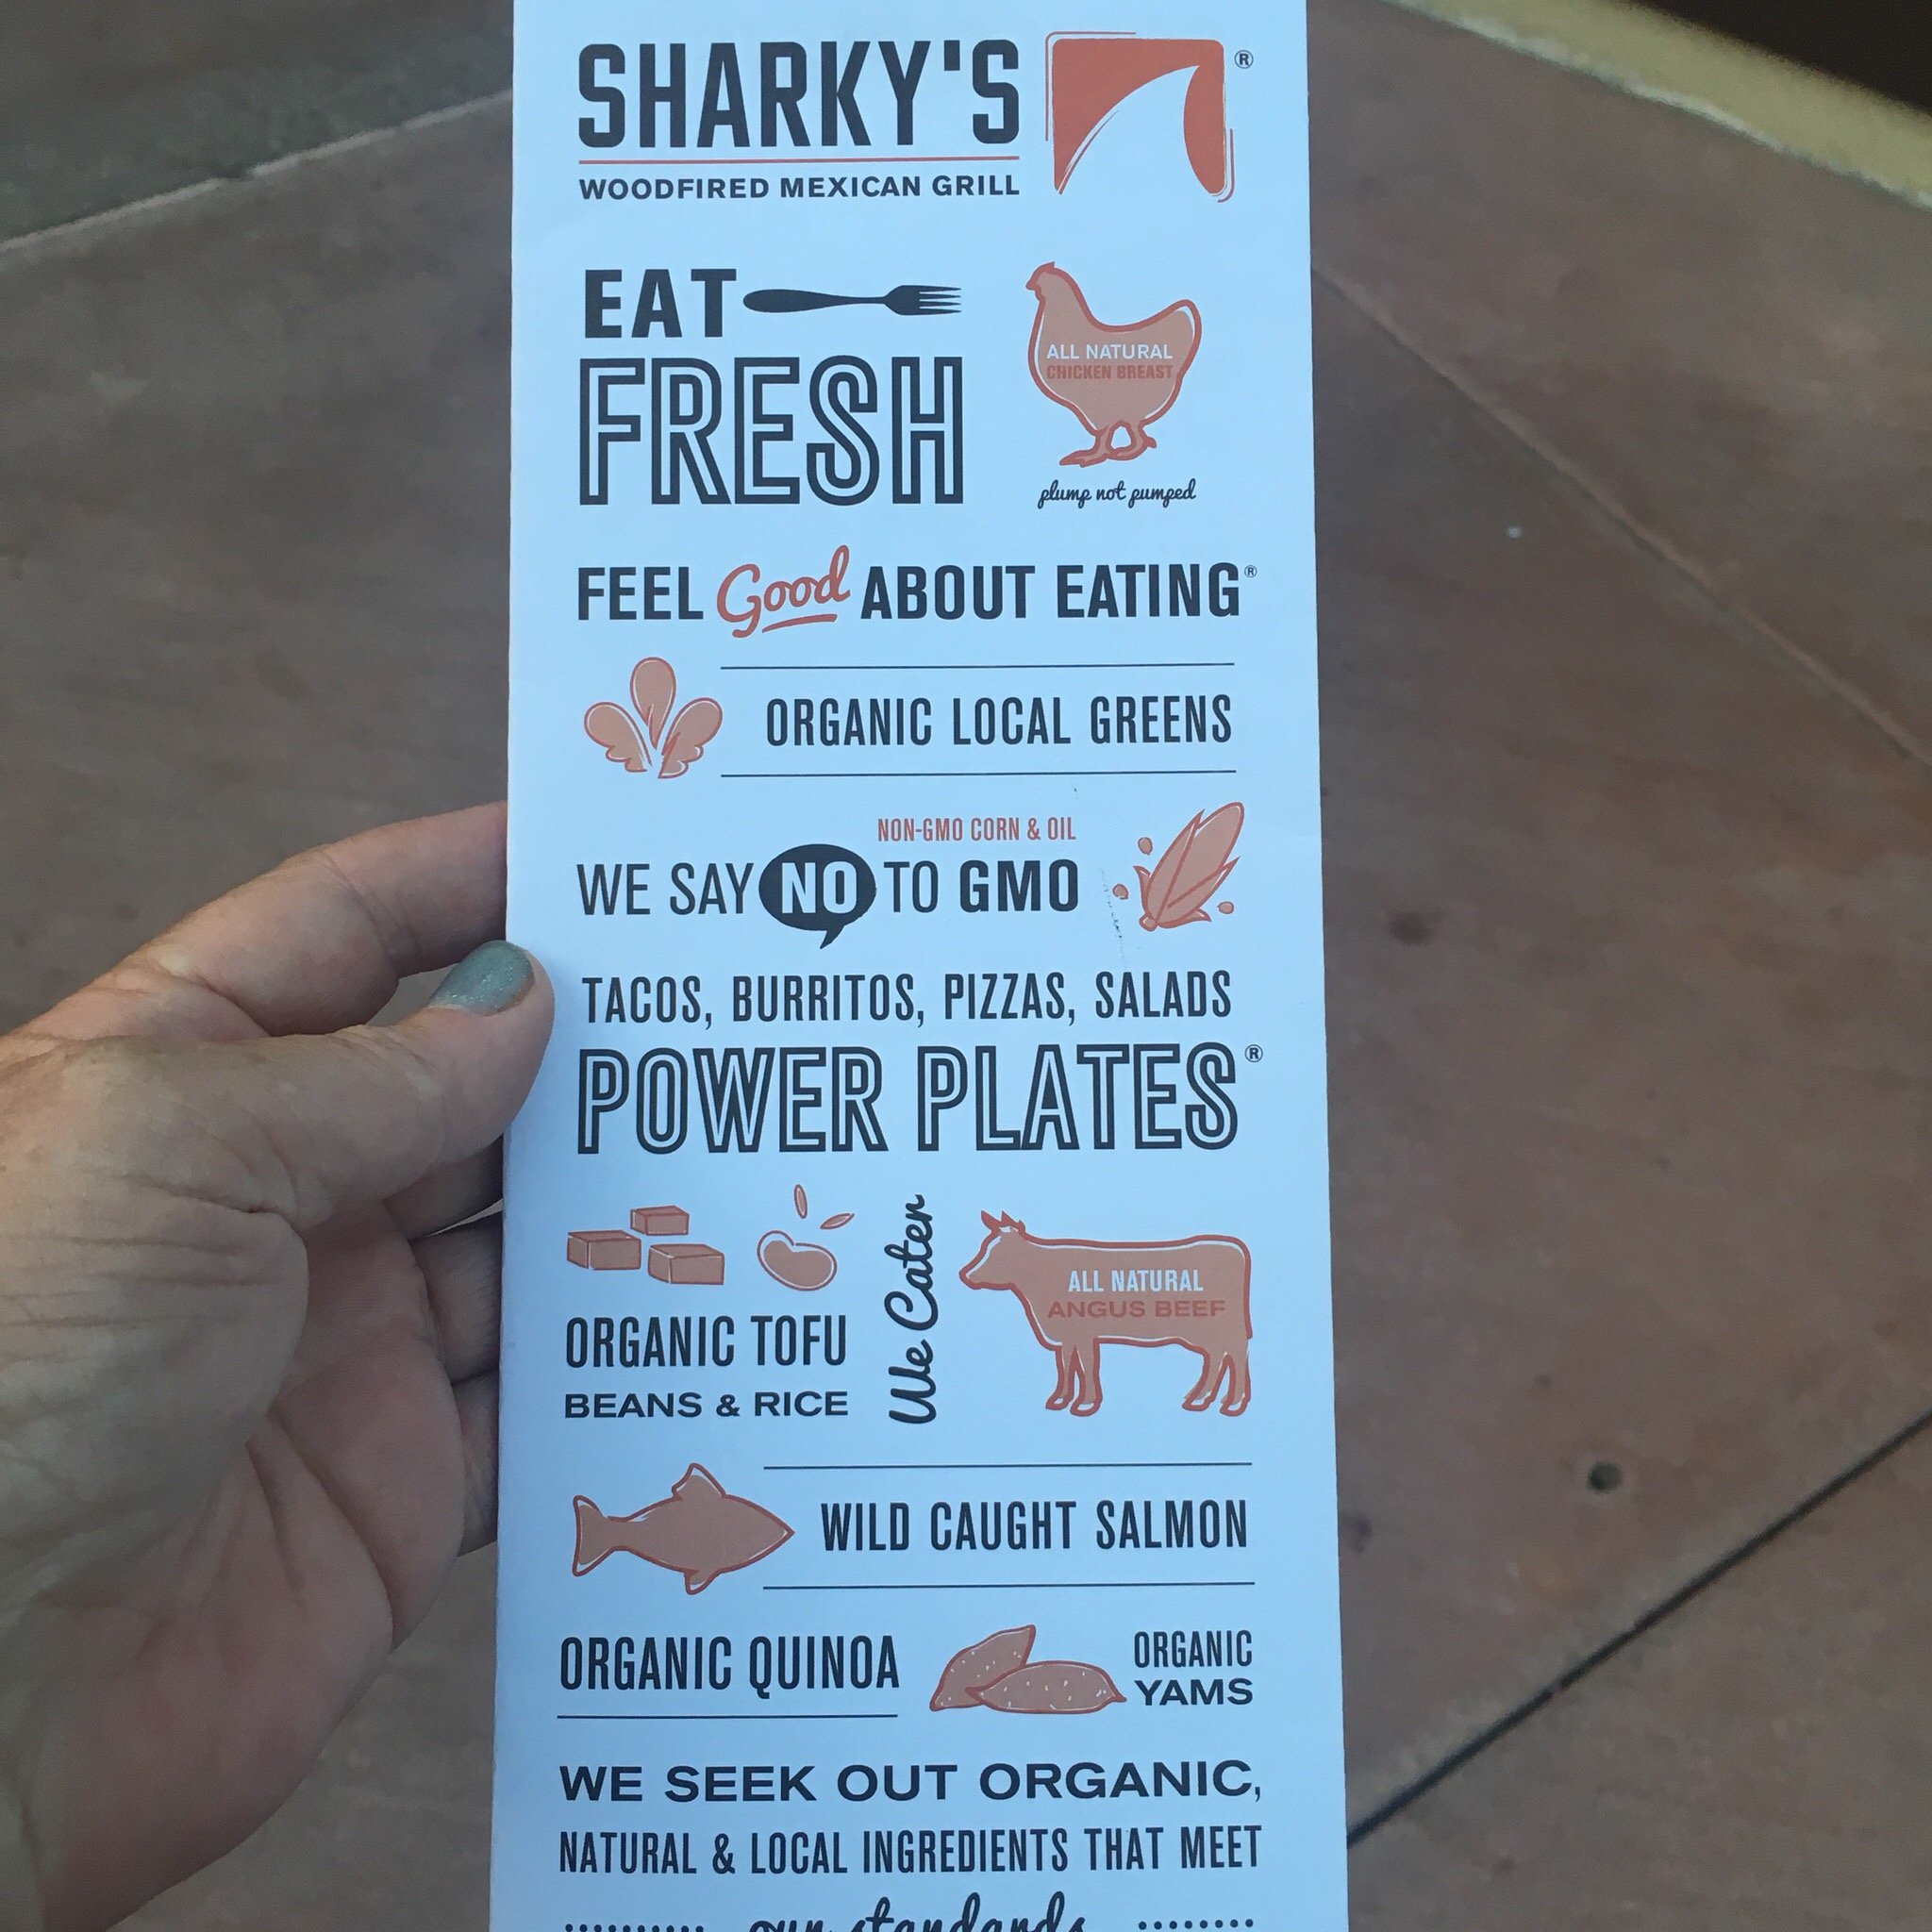 SHARKY'S ®
WOODFIRED MEXICAN GRILL
EAT
FRESH
ALL NATURAL
CHICKEN BREAST
plump not pumped
FEEL Good ABOUT EATING®
ORGANIC LOCAL GREENS
NON-GMO CORN & OIL
WE SAY NO TO GMO
TACOS, BURRITOS, PIZZAS, SALADS
POWER PLATES®
ORGANIC TOFU
BEANS & RICE
We Cater
ALL NATURAL
ANGUS BEEF
WILD CAUGHT SALMON
ORGANIC QUINOA
ORGANIC
YAMS
WE SEEK OUT ORGANIC,
NATURAL & LOCAL INGREDIENTS THAT MEET
our standards